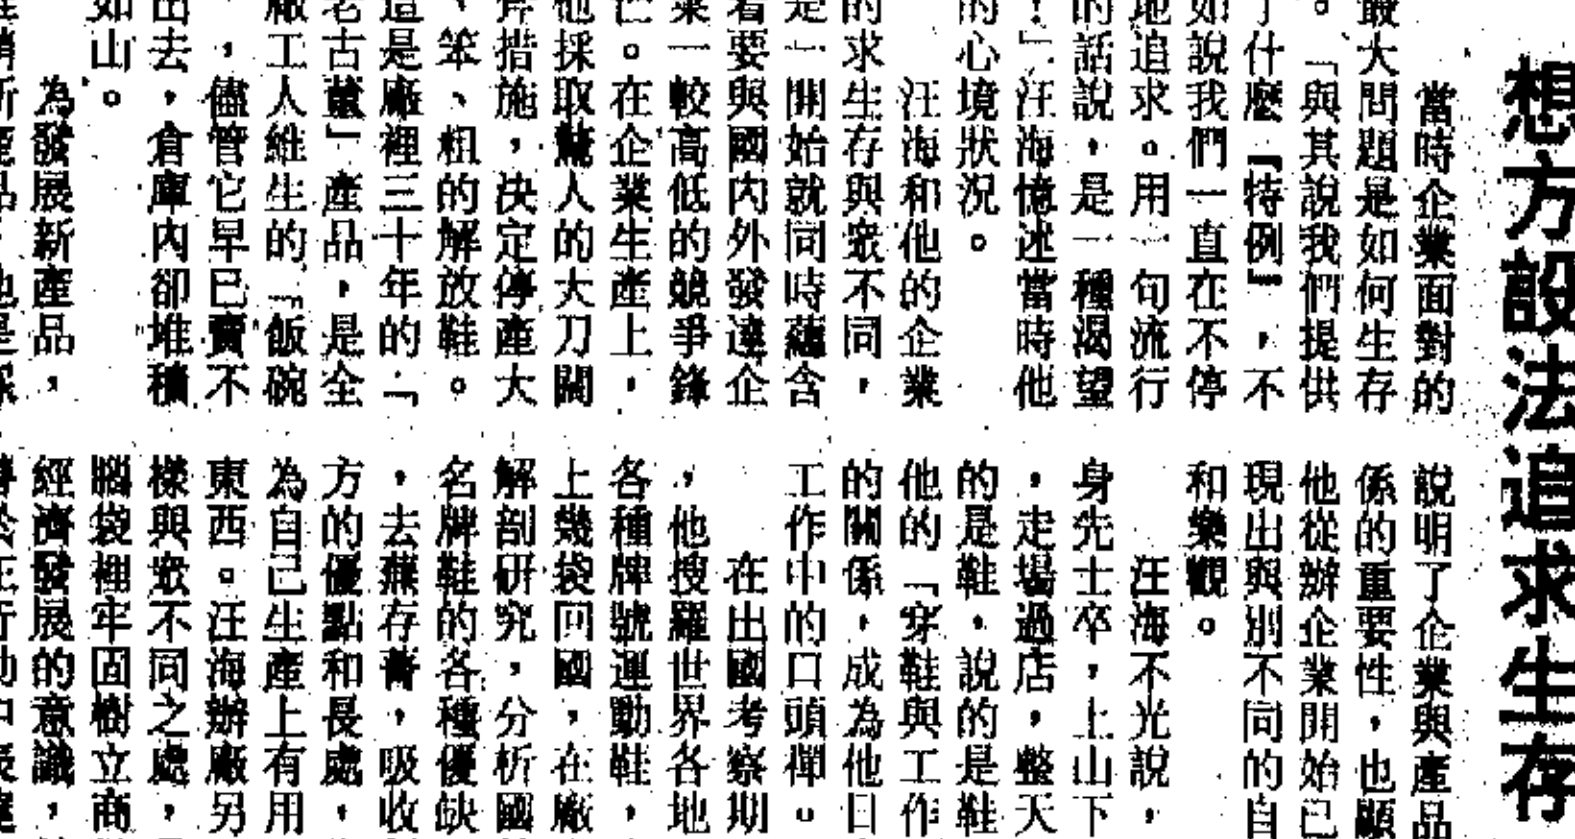 想方設法追求生存
當時企業面對的
最大問題是如何生存
。「與其說我們提供
了什麼『特例』，不
如說我們一直在不停
地追求。用一句流行
的話說，是一種渴望
！」汪海憶述當時他
的心境狀況。
汪海和他的企業
的求生存與眾不同，
是一開始就同時蘊含
着要與國內外發達企
業一較高低的競爭鋒
芒。在企業生產上，
他採取驚人的大刀闊
斧措施，決定停產大
、笨、粗的解放鞋。
這是廠裡三十年的「
老古董」產品，是全
廠工人維生的「飯碗
，儘管它早已賣不
出去，倉庫內卻堆積
如山。
為發展新產品，
說明了企業與產品
係的重要性，也顯
他從辦企業開始已
現出與別不同的自
和樂觀。
汪海不光說，
身先士卒，上山下
，走場過店，整天
的是鞋，說的是鞋
他的「穿鞋與工作
的關係，成為他日
工作中的口頭禪。
在出國考察期
，他搜羅世界各地
各種牌號運動鞋，
上幾袋回國，在廠
解剖研究，分析國
名牌鞋的各種優缺
，去蕪存菁，吸收
方的優點和長處，
為自己生產上有用
東西。汪海辦廠另
樣與眾不同之處，
腦袋裡牢固樹立商
經濟發展的意識，